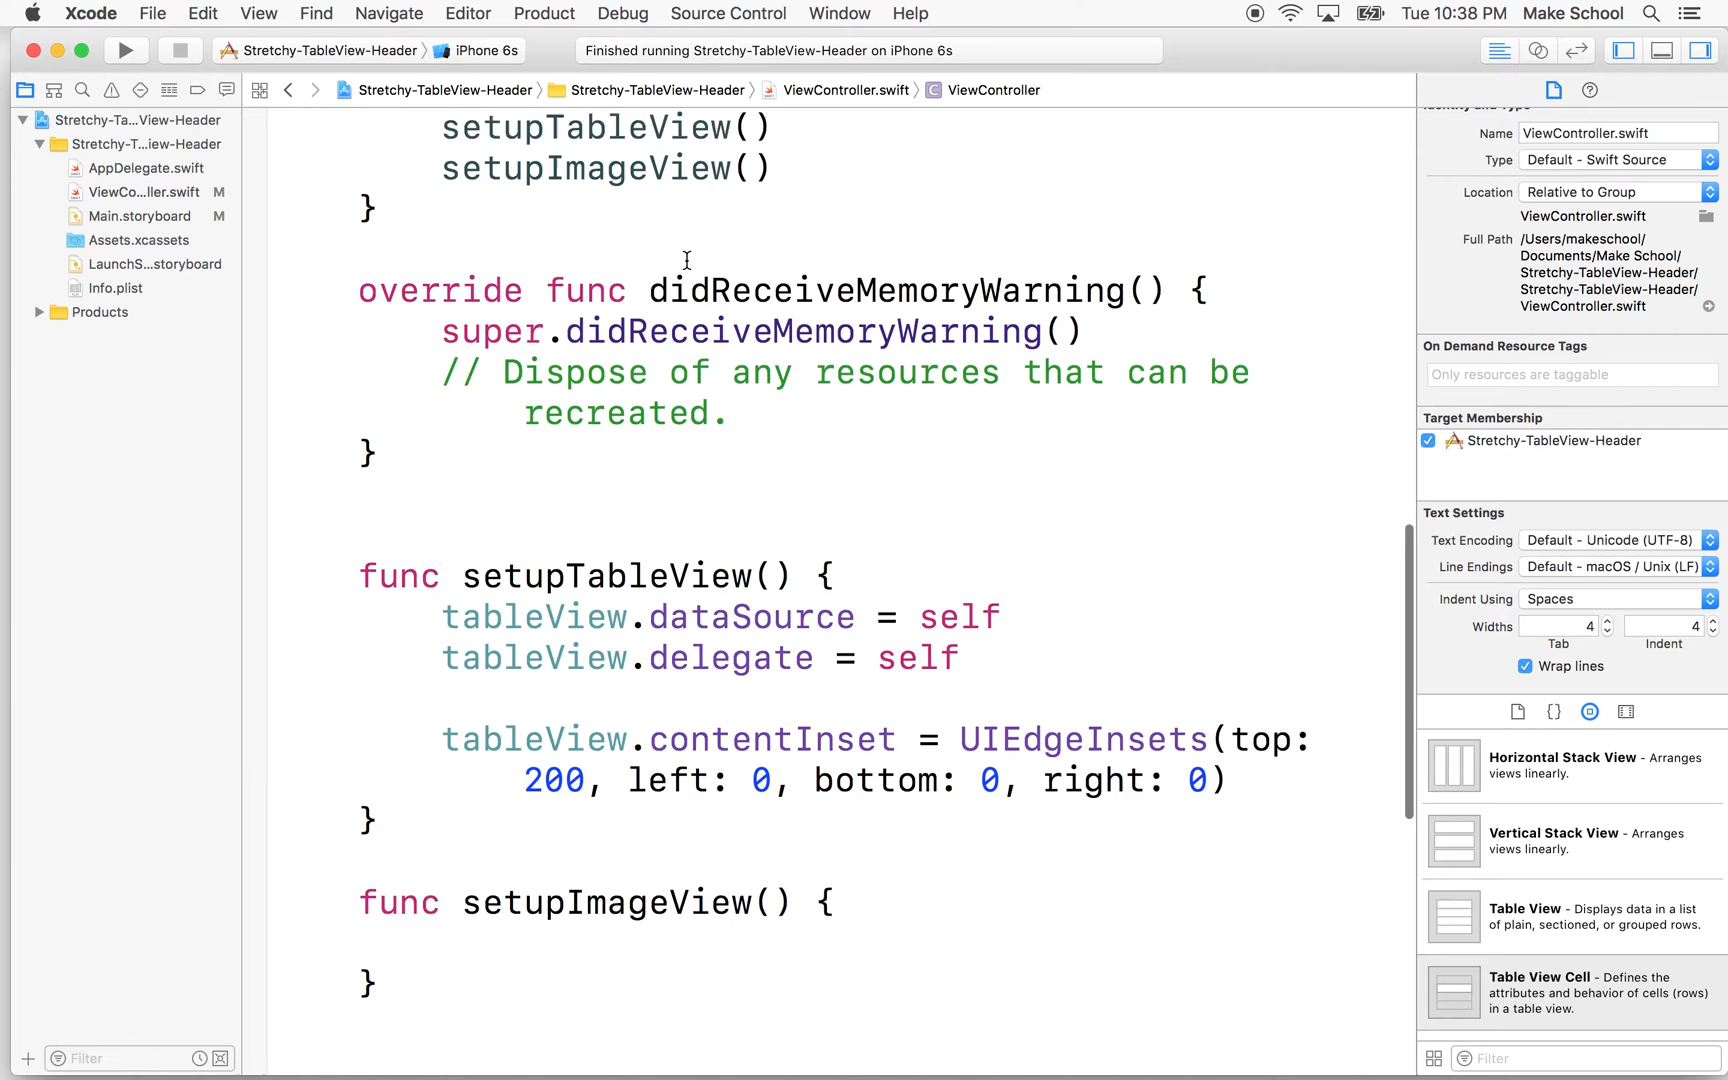 Xcode File Edit View Find Navigate Editor Product Debug Source Control Window Help Tue 10:38 PM Make School
Stretchy-TableView-Header iPhone 6s Finished running Stretchy-TableView-Header on iPhone 6s
Stretchy-TableView-Header Stretchy-TableView-Header ViewController.swift C ViewController
Stretchy-Ta...View-Header
Stretchy-T...iew-Header
AppDelegate.swift
ViewCo...ller.swift M
Main.storyboard M
Assets.xcassets
LaunchS...storyboard
Info.plist
Products
Filter
setupTableView()
setupImageView()
}
override func didReceiveMemoryWarning() {
super.didReceiveMemoryWarning()
// Dispose of any resources that can be
recreated.
}
func setupTableView() {
tableView.dataSource = self
tableView.delegate = self
tableView.contentInset = UIEdgeInsets(top:
200, left: 0, bottom: 0, right: 0)
}
func setupImageView() {
}
Identity and Type
Name ViewController.swift
Type Default - Swift Source
Location Relative to Group
ViewController.swift
Full Path /Users/makeschool/
Documents/Make School/
Stretchy-TableView-Header/
Stretchy-TableView-Header/
ViewController.swift
On Demand Resource Tags
Only resources are taggable
Target Membership
Stretchy-TableView-Header
Text Settings
Text Encoding Default - Unicode (UTF-8)
Line Endings Default - macOS / Unix (LF)
Indent Using Spaces
Widths 4 4
Tab Indent
Wrap lines
Horizontal Stack View - Arranges
views linearly.
Vertical Stack View - Arranges
views linearly.
Table View - Displays data in a list
of plain, sectioned, or grouped rows.
Table View Cell - Defines the
attributes and behavior of cells (rows)
in a table view.
Filter